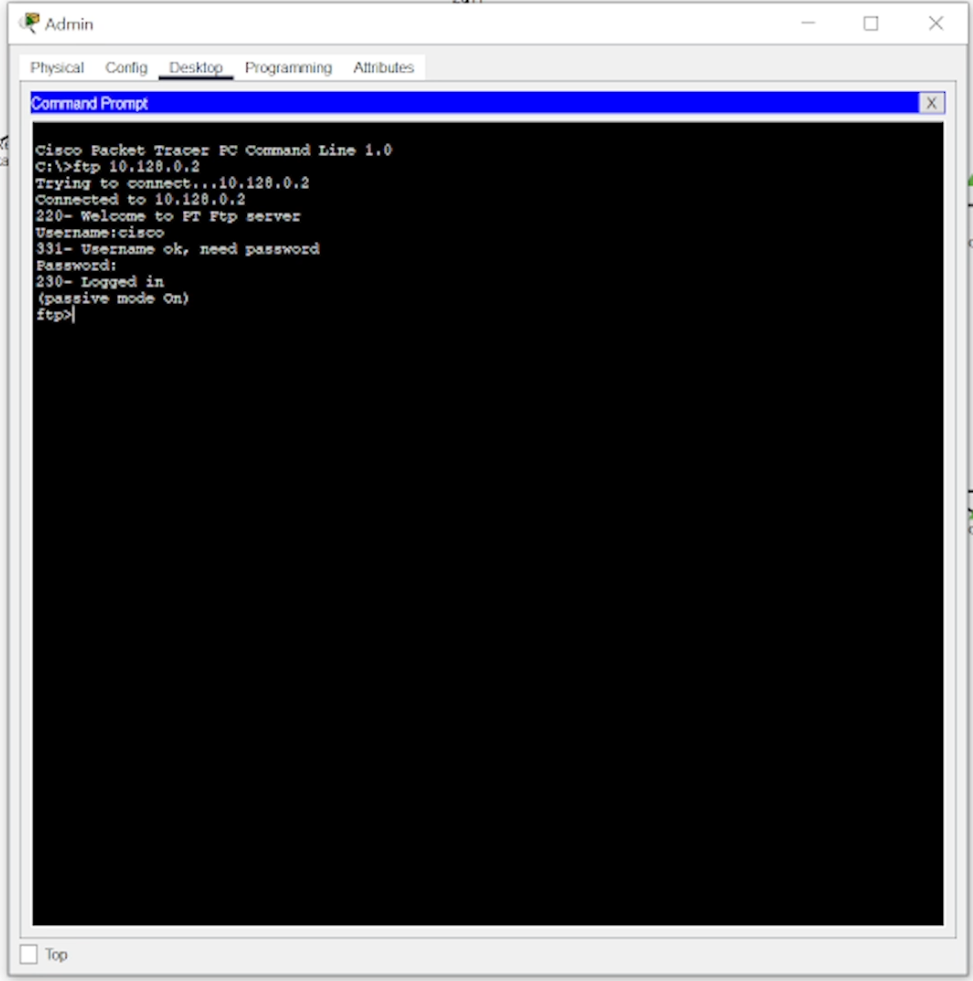 Admin
Physical Config Desktop Programming Attributes
Command Prompt
X
Cisco Packet Tracer PC Command Line 1.0
C:\>ftp 10.128.0.2
Trying to connect...10.128.0.2
Connected to 10.128.0.2
220- Welcome to PT Ftp server
Username:cisco
331- Username ok, need password
Password:
230- Logged in
(passive mode On)
ftp>
Top